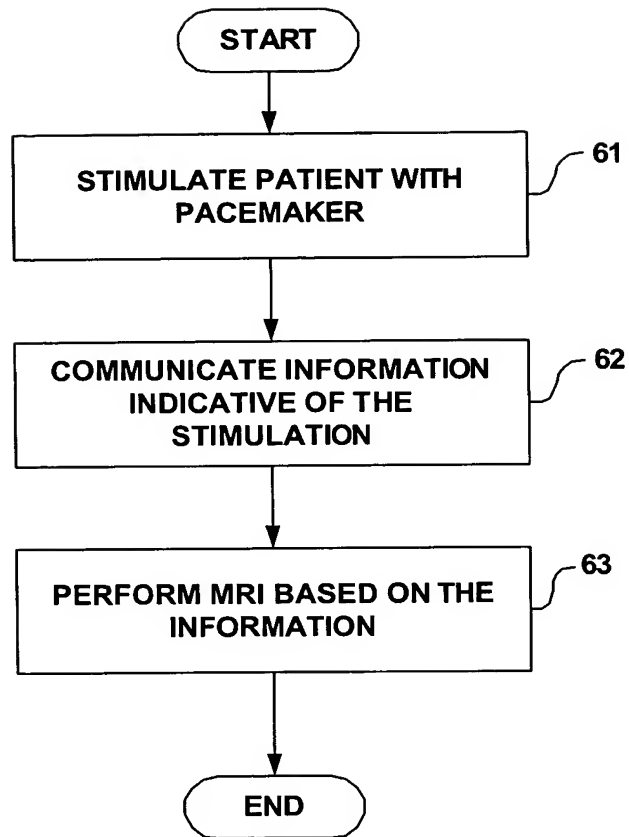 START
61
STIMULATE PATIENT WITH
PACEMAKER
62
COMMUNICATE INFORMATION
INDICATIVE OF THE
STIMULATION
63
PERFORM MRI BASED ON THE
INFORMATION
END